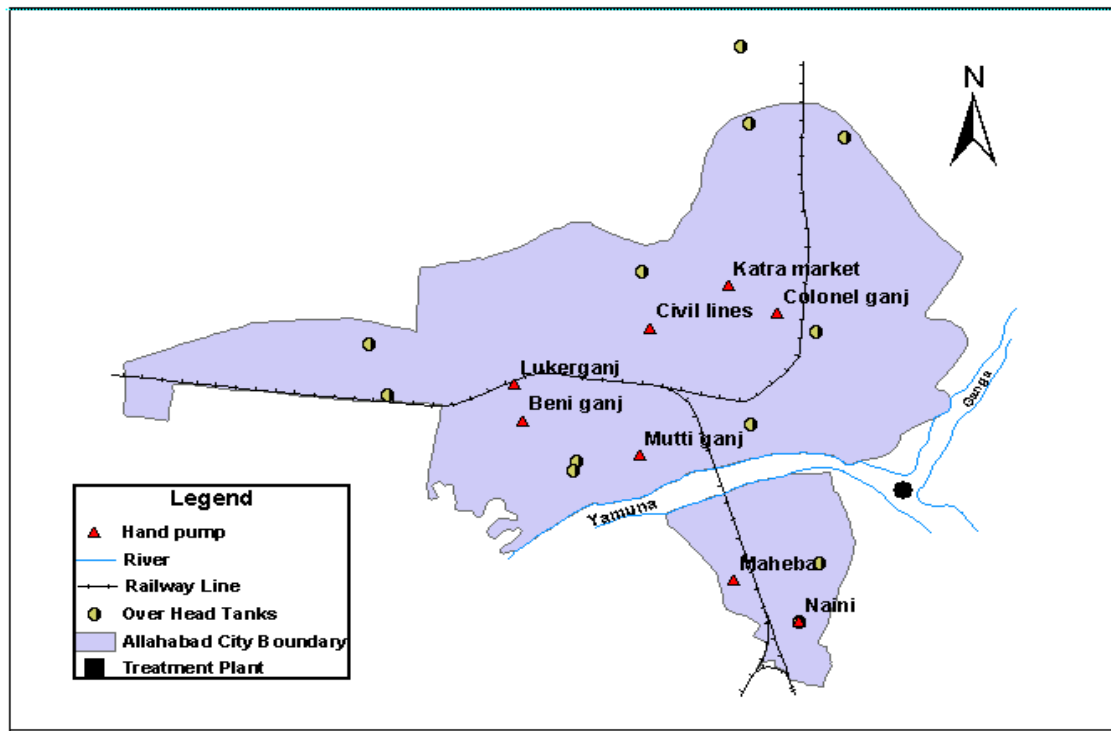 N
Katra market
Colonel ganj
Civil lines
Lukerganj
Beni ganj
Mutti ganj
Ganga
Yamuna
Maheba
Naini
Legend
Hand pump
River
Railway Line
Over Head Tanks
Allahabad City Boundary
Treatment Plant